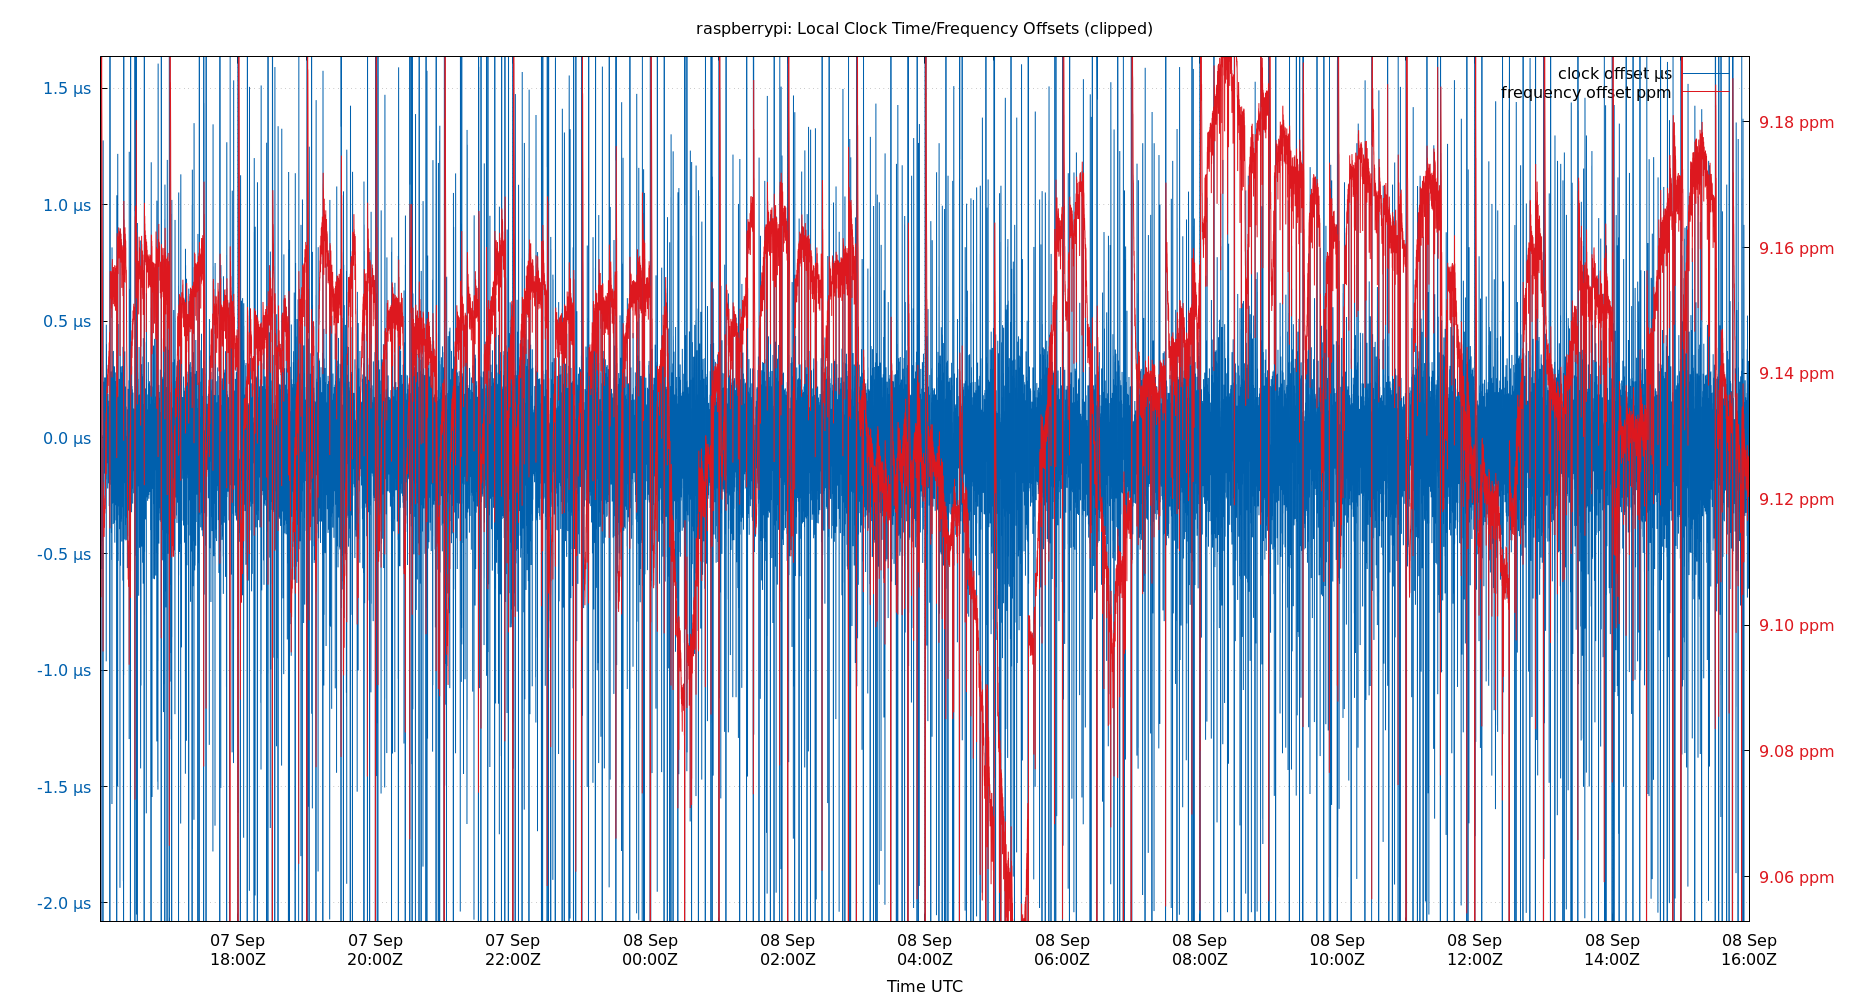 raspberrypi: Local Clock Time/Frequency Offsets (clipped)
clock offset µs
frequency offset ppm
1.5 µs
1.0 µs
0.5 µs
0.0 µs
-0.5 µs
-1.0 µs
-1.5 µs
-2.0 µs
9.18 ppm
9.16 ppm
9.14 ppm
9.12 ppm
9.10 ppm
9.08 ppm
9.06 ppm
07 Sep 07 Sep 07 Sep 08 Sep 08 Sep 08 Sep 08 Sep 08 Sep 08 Sep 08 Sep 08 Sep 08 Sep
18:00Z 20:00Z 22:00Z 00:00Z 02:00Z 04:00Z 06:00Z 08:00Z 10:00Z 12:00Z 14:00Z 16:00Z
Time UTC